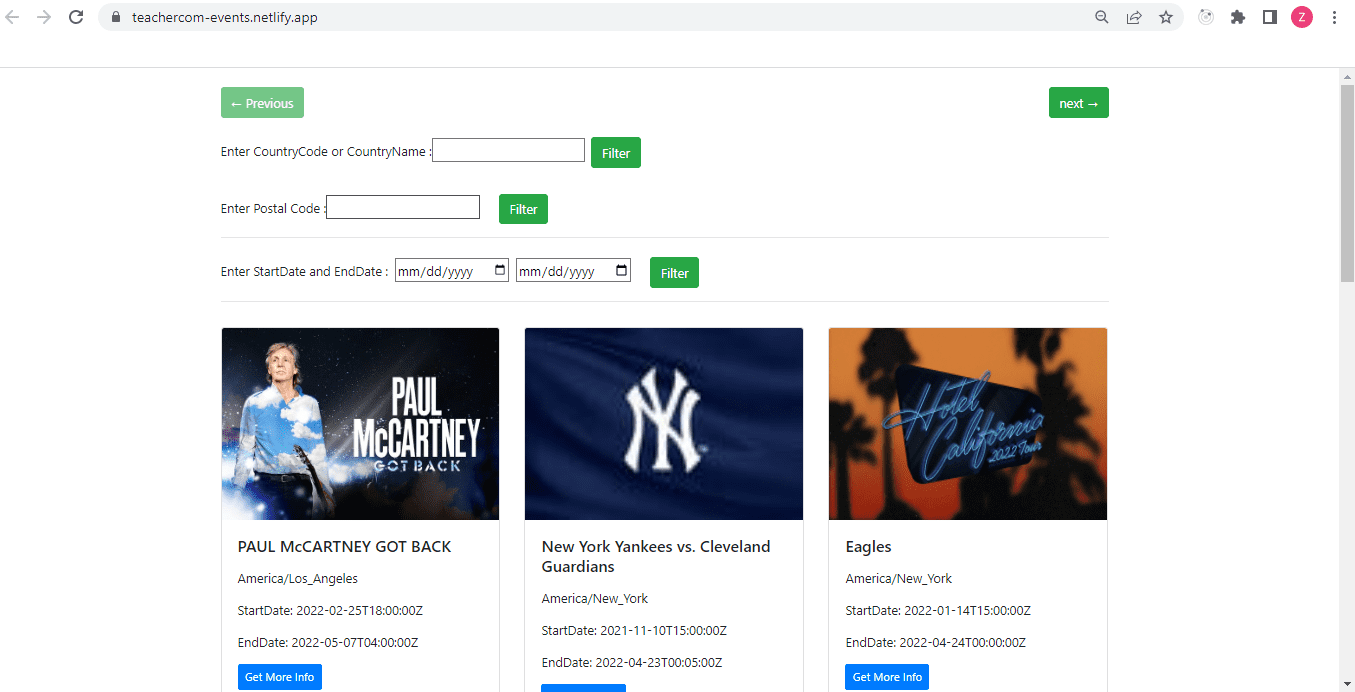 teachercom-events.netlify.app
Z
← Previous
next →
Enter CountryCode or CountryName :
Filter
Enter Postal Code :
Filter
Enter StartDate and EndDate :
mm/dd/yyyy
mm/dd/yyyy
Filter
PAUL
McCARTNEY
GOT BACK
NY
Hotel
California
2022 Tour
PAUL McCARTNEY GOT BACK
America/Los_Angeles
StartDate: 2022-02-25T18:00:00Z
EndDate: 2022-05-07T04:00:00Z
Get More Info
New York Yankees vs. Cleveland
Guardians
America/New_York
StartDate: 2021-11-10T15:00:00Z
EndDate: 2022-04-23T00:05:00Z
Eagles
America/New_York
StartDate: 2022-01-14T15:00:00Z
EndDate: 2022-04-24T00:00:00Z
Get More Info